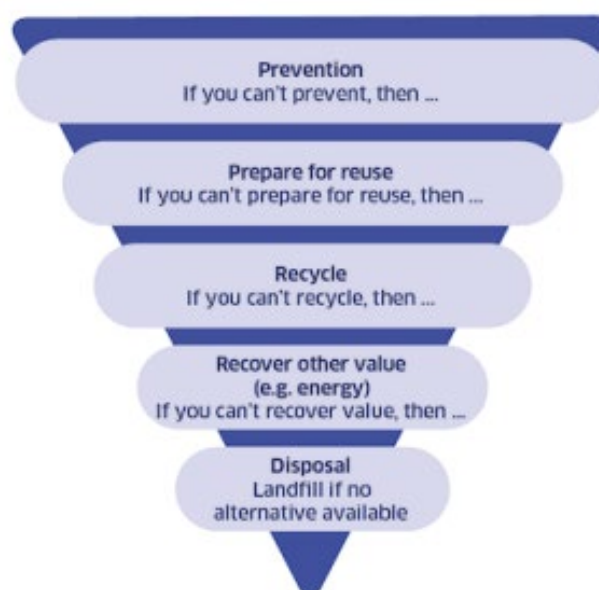 Prevention
If you can't prevent, then ...
Prepare for reuse
If you can't prepare for reuse, then ...
Recycle
If you can't recycle, then ...
Recover other value
(e.g. energy)
If you can't recover value, then ...
Disposal
Landfill if no
alternative available